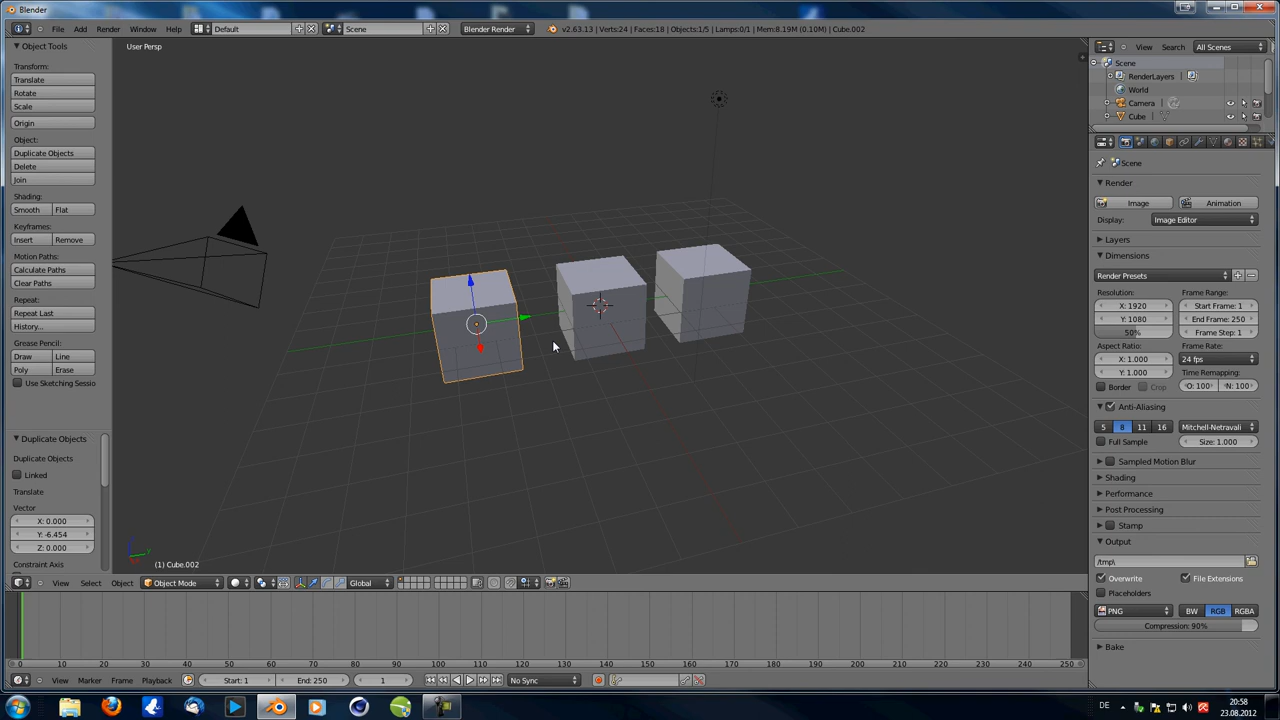 Blender
File Add Render Window Help Default Scene Blender Render v2.63.13 | Verts:24 | Faces:18 | Objects:1/5 | Lamps:0/1 | Mem:8.19M (0.10M) | Cube.002
Object Tools
Transform:
Translate
Rotate
Scale
Origin
Object:
Duplicate Objects
Delete
Join
Shading:
Smooth Flat
Keyframes:
Insert Remove
Motion Paths:
Calculate Paths
Clear Paths
Repeat:
Repeat Last
History...
Grease Pencil:
Draw Line
Poly Erase
Use Sketching Sessio
Duplicate Objects
Linked
Translate
Vector
X: 0.000
Y: -6.454
Z: 0.000
Constraint Axis
User Persp
(1) Cube.002
View Select Object Object Mode Global
0 10 20 30 40 50 60 70 80 90 100 110 120 130 140 150 160 170 180 190 200 210 220 230 240 250
View Marker Frame Playback Start: 1 End: 250 1 No Sync
View Search All Scenes
Scene
RenderLayers
World
Camera
Cube
Scene
Render
Image Animation
Display: Image Editor
Layers
Dimensions
Render Presets
Resolution: Frame Range:
X: 1920 Start Frame: 1
Y: 1080 End Frame: 250
50% Frame Step: 1
Aspect Ratio: Frame Rate:
X: 1.000 24 fps
Y: 1.000 Time Remapping:
Border Crop O: 100 N: 100
Anti-Aliasing
5 8 11 16 Mitchell-Netravali
Full Sample Size: 1.000
Sampled Motion Blur
Shading
Performance
Post Processing
Stamp
Output
/tmp\
Overwrite File Extensions
Placeholders
PNG BW RGB RGBA
Compression: 90%
Bake
DE 20:58
23.08.2012